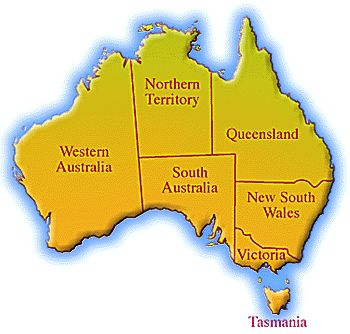 Northern
Territory
Queensland
Western
Australia
South
Australia
New South
Wales
Victoria
Tasmania